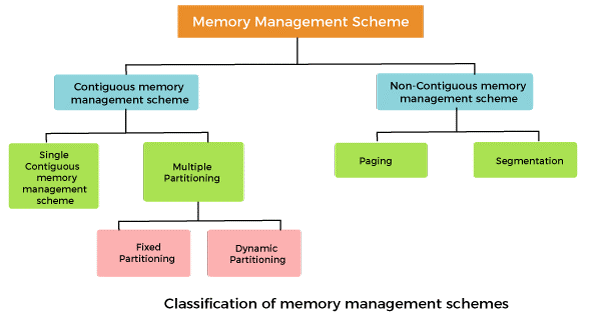 Memory Management Scheme
Contiguous memory
management scheme
Non-Contiguous memory
management scheme
Single
Contiguous
memory
management
scheme
Multiple
Partitioning
Paging
Segmentation
Fixed
Partitioning
Dynamic
Partitioning
Classification of memory management schemes